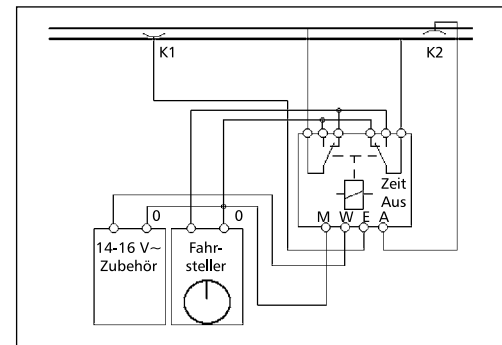 K1
K2
Zeit
Aus
M W E A
0
0
14-16 V~
Zubehör
Fahr-
steller